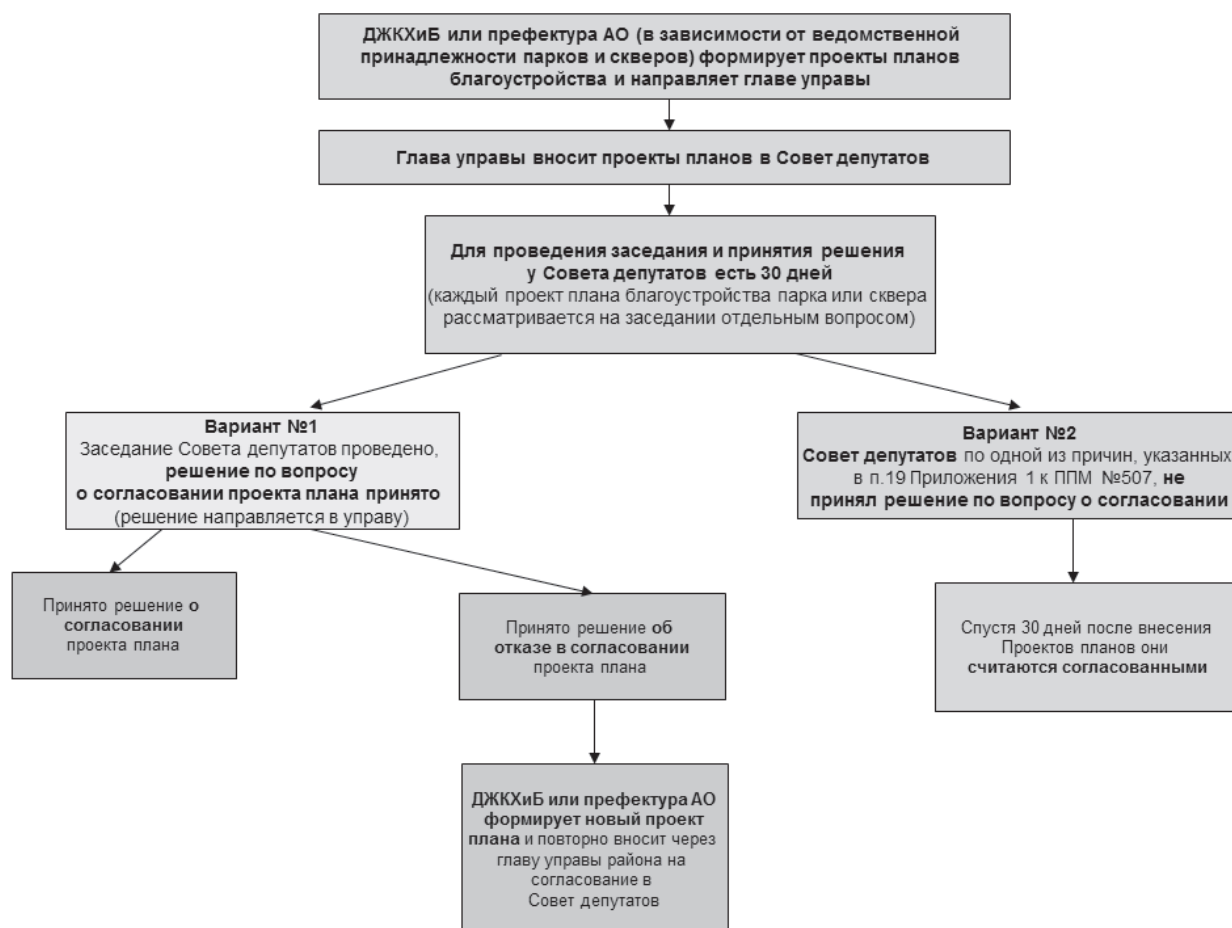 ДЖКХиБ или префектура АО (в зависимости от ведомственной
принадлежности парков и скверов) формирует проекты планов
благоустройства и направляет главе управы
Глава управы вносит проекты планов в Совет депутатов
Для проведения заседания и принятия решения
у Совета депутатов есть 30 дней
(каждый проект плана благоустройства парка или сквера
рассматривается на заседании отдельным вопросом)
Вариант №1
Заседание Совета депутатов проведено,
решение по вопросу
о согласовании проекта плана принято
(решение направляется в управу)
Вариант №2
Совет депутатов по одной из причин, указанных
в п.19 Приложения 1 к ППМ №507, не
принял решение по вопросу о согласовании
Принято решение о
согласовании
проекта плана
Принято решение об
отказе в согласовании
проекта плана
Спустя 30 дней после внесения
Проектов планов они
считаются согласованными
ДЖКХиБ или префектура АО
формирует новый проект
плана и повторно вносит через
главу управы района на
согласование в
Совет депутатов